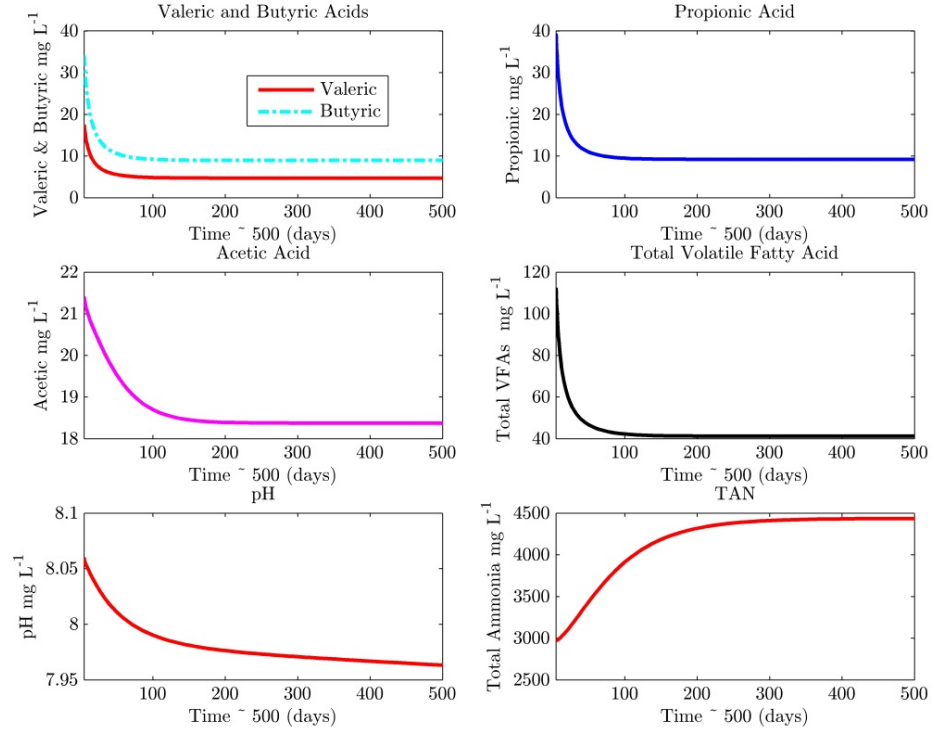 Valeric and Butyric Acids
Valeric & Butyric mg L-1
40
30
20
10
0
Valeric
Butyric
100 200 300 400 500
Time ~ 500 (days)
Propionic Acid
Propionic mg L-1
40
30
20
10
0
100 200 300 400 500
Time ~ 500 (days)
Acetic Acid
Acetic mg L-1
22
21
20
19
18
100 200 300 400 500
Time ~ 500 (days)
Total Volatile Fatty Acid
Total VFAs mg L-1
120
100
80
60
40
100 200 300 400 500
Time ~ 500 (days)
pH
pH mg L-1
8.1
8.05
8
7.95
100 200 300 400 500
Time ~ 500 (days)
TAN
Total Ammonia mg L-1
4500
4000
3500
3000
2500
100 200 300 400 500
Time ~ 500 (days)